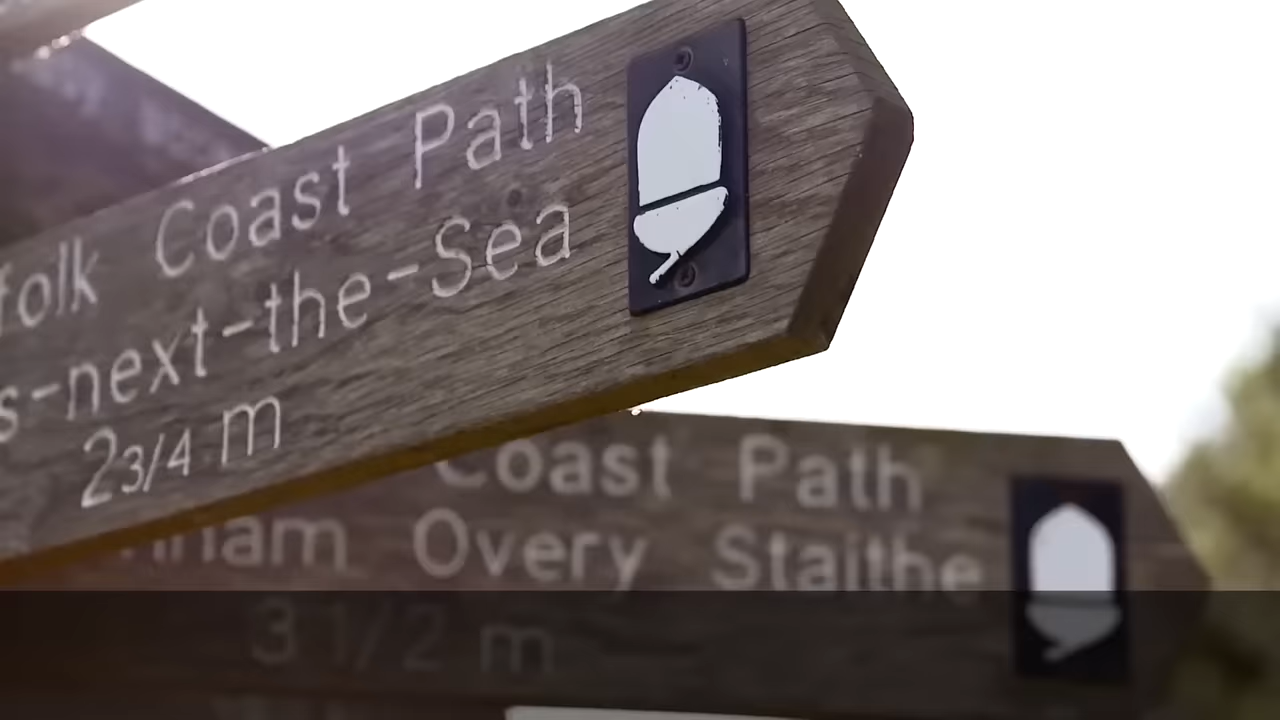 folk Coast Path
s-next-the-Sea
2 3/4 m
Coast Path
nham Overy Staithe
3 1/2 m